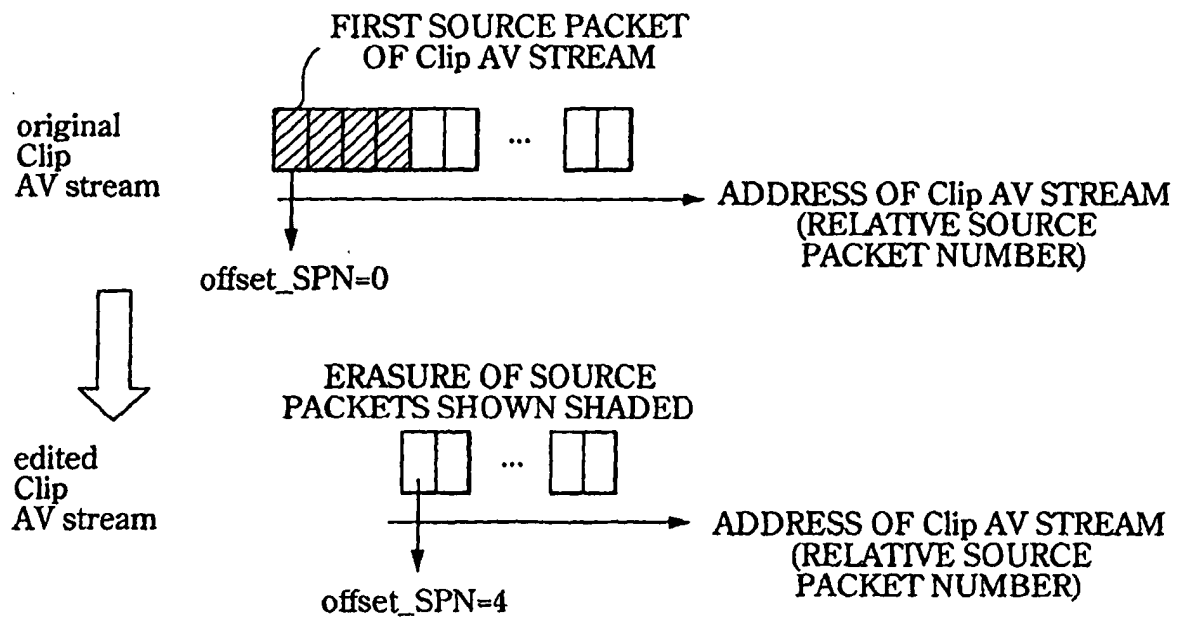 FIRST SOURCE PACKET
OF Clip AV STREAM
original
Clip
AV stream
...
ADDRESS OF Clip AV STREAM
(RELATIVE SOURCE
PACKET NUMBER)
offset_SPN=0
ERASURE OF SOURCE
PACKETS SHOWN SHADED
edited
Clip
AV stream
...
ADDRESS OF Clip AV STREAM
(RELATIVE SOURCE
PACKET NUMBER)
offset_SPN=4